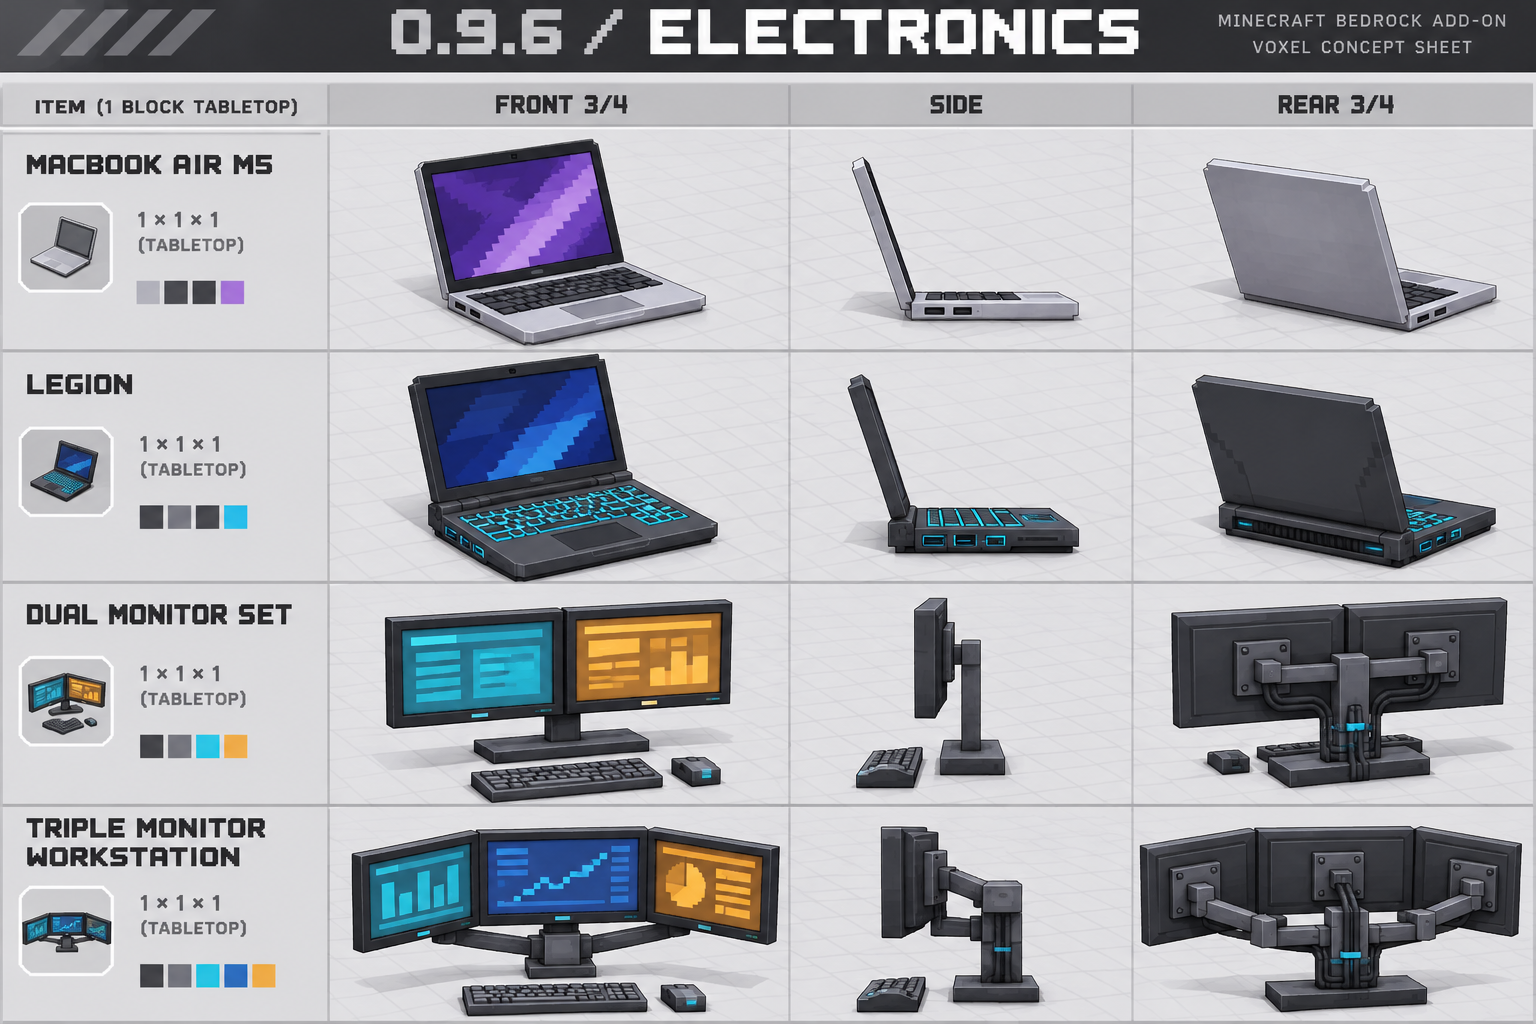 0.9.6 / ELECTRONICS
MINECRAFT BEDROCK ADD-ON
VOXEL CONCEPT SHEET
ITEM (1 BLOCK TABLETOP)
FRONT 3/4
SIDE
REAR 3/4
MACBOOK AIR M5
1 × 1 × 1
(TABLETOP)
LEGION
1 × 1 × 1
(TABLETOP)
DUAL MONITOR SET
1 × 1 × 1
(TABLETOP)
TRIPLE MONITOR
WORKSTATION
1 × 1 × 1
(TABLETOP)